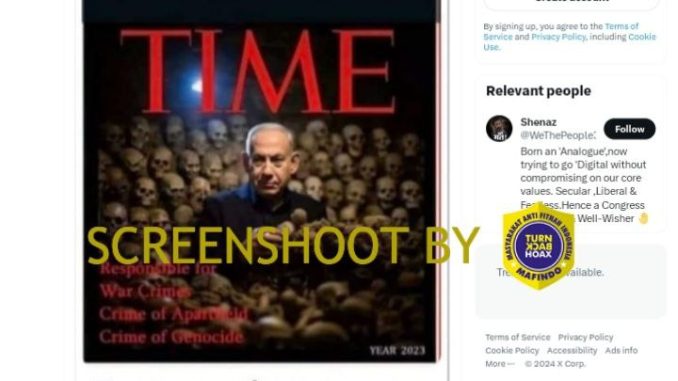 TIME
Responsible for
War Crimes
Crime of Apartheid
Crime of Genocide
YEAR 2023
SCREENSHOOT BY
MASYARAKAT ANTI FITNAH INDONESIA
TURN
BACK
HOAX
MAFINDO
Create account
By signing up, you agree to the Terms of
Service and Privacy Policy, including Cookie
Use.
Relevant people
Shenaz
@WeThePeople
Follow
Born an 'Analogue',now
trying to go 'Digital without
compromising on our core
values. Secular ,Liberal &
Hence a Congress
Well-Wisher 🤚
available.
Terms of Service Privacy Policy
Cookie Policy Accessibility Ads info
More··· © 2024 X Corp.